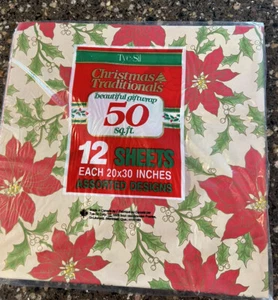 Tye-Sil
Christmas
Traditionals
beautiful giftwrap
50
sq.ft.
12 SHEETS
EACH 20x30 INCHES
ASSORTED DESIGNS